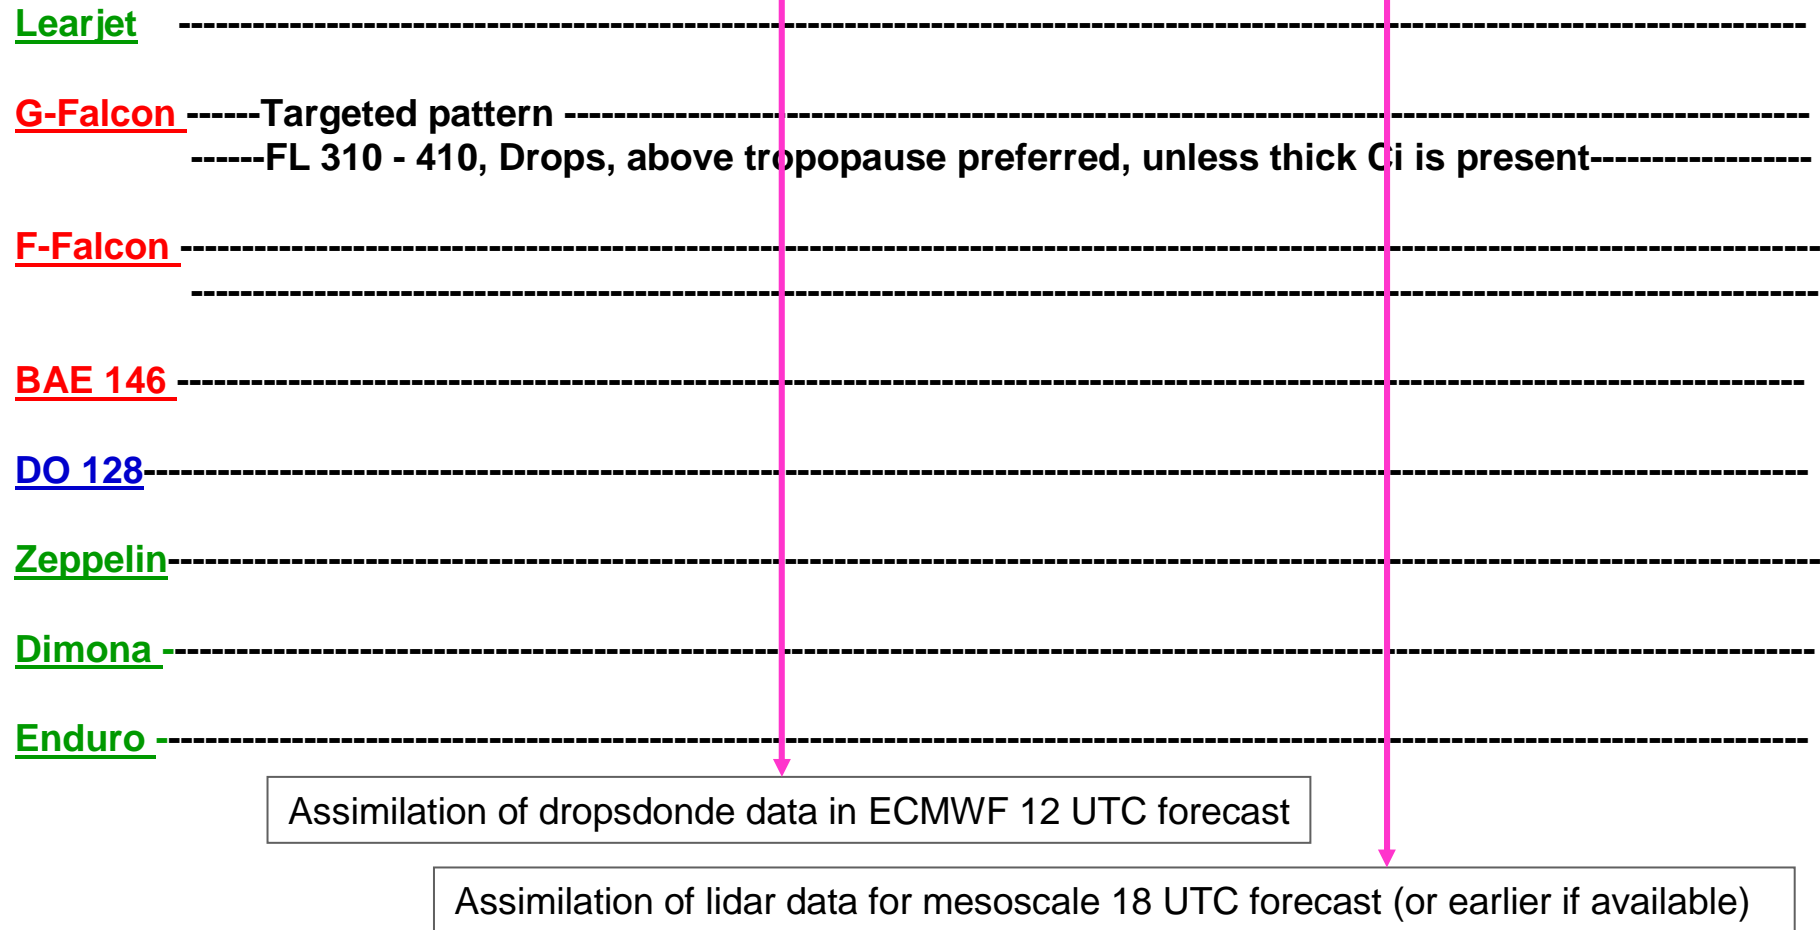 Learjet --------------------------------------------------------------------
G-Falcon ------Targeted pattern --------------------------------------------------
------FL 310 - 410, Drops, above tropopause preferred, unless thick Ci is present------------------
F-Falcon --------------------------------------------------------------------
--------------------------------------------------------------------
BAE 146 --------------------------------------------------------------------
DO 128--------------------------------------------------------------------
Zeppelin--------------------------------------------------------------------
Dimona --------------------------------------------------------------------
Enduro --------------------------------------------------------------------
Assimilation of dropsdonde data in ECMWF 12 UTC forecast
Assimilation of lidar data for mesoscale 18 UTC forecast (or earlier if available)